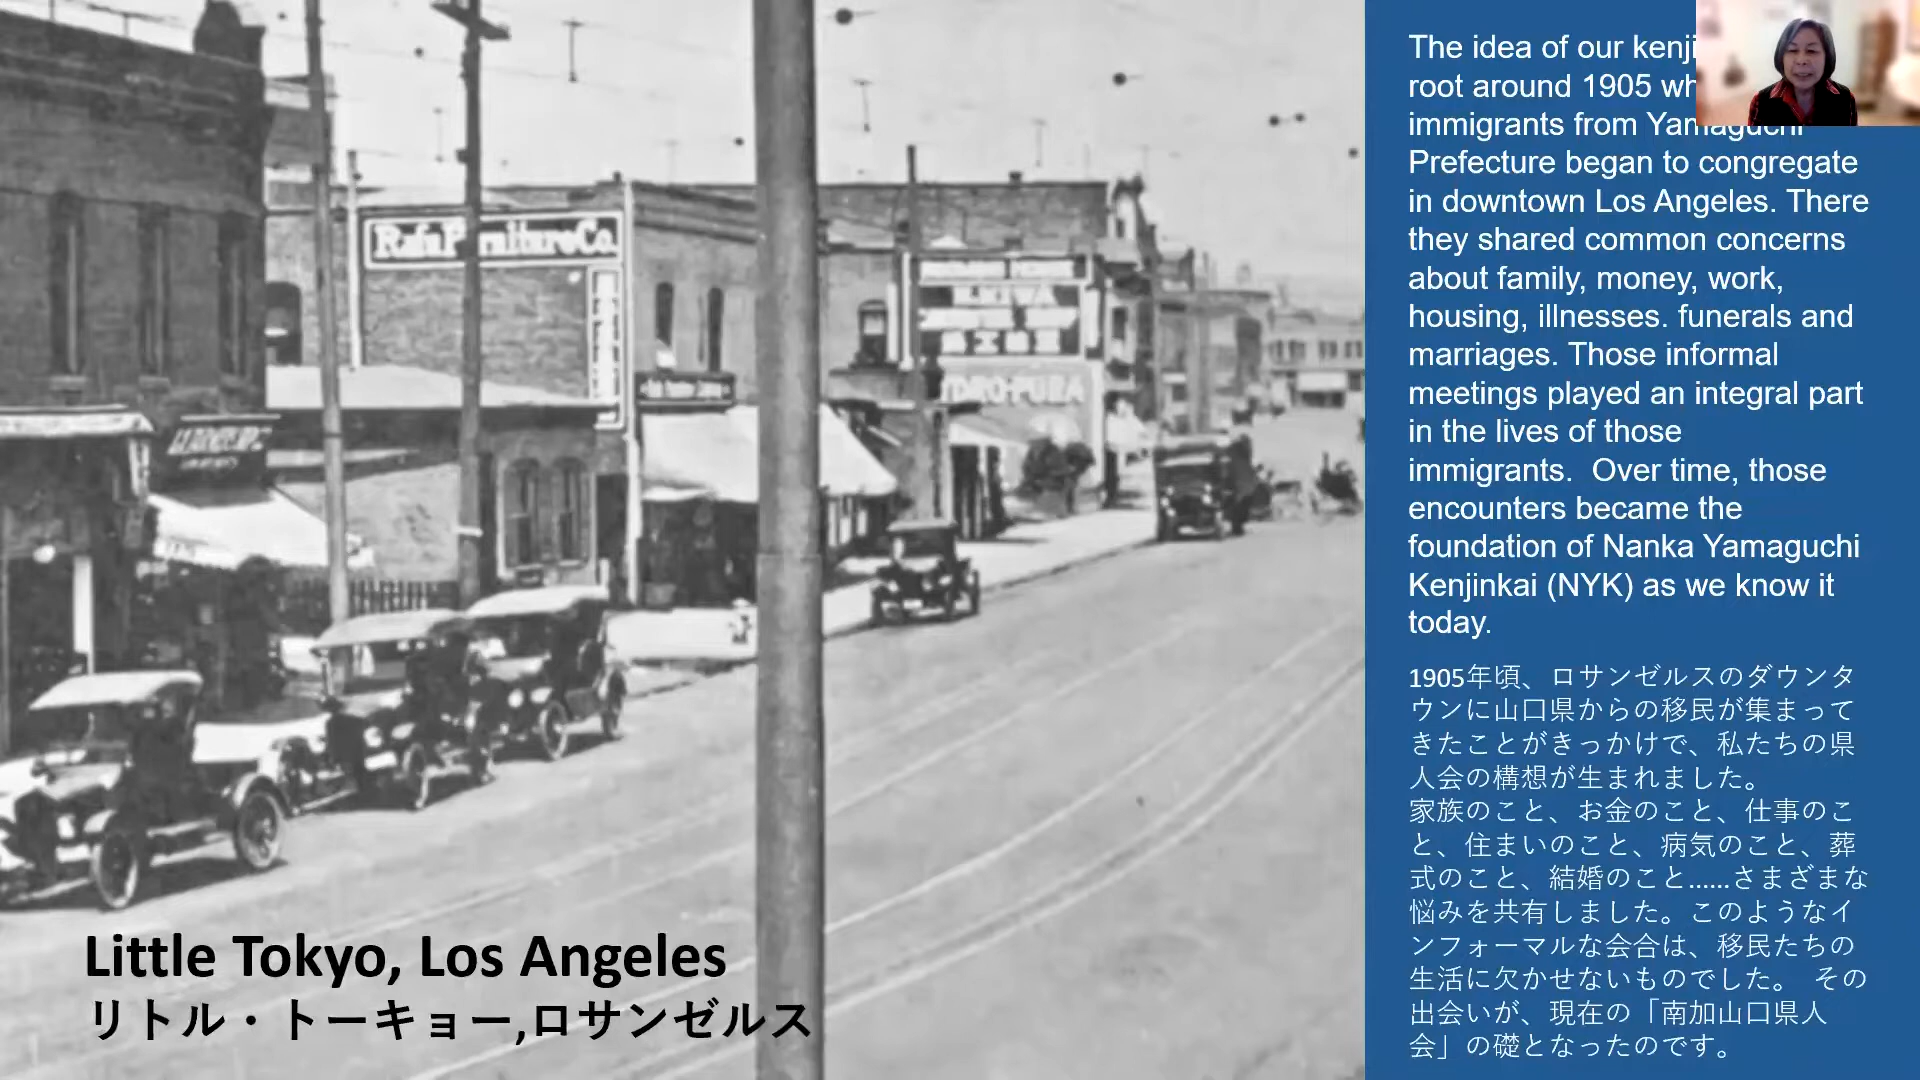 Rafu Furniture Co.
Little Tokyo, Los Angeles
リトル・トーキョー,ロサンゼルス
The idea of our
root around 1905
immigrants from Yamaguchi
Prefecture began to congregate
in downtown Los Angeles. There
they shared common concerns
about family, money, work,
housing, illnesses. funerals and
marriages. Those informal
meetings played an integral part
in the lives of those
immigrants.  Over time, those
encounters became the
foundation of Nanka Yamaguchi
Kenjinkai (NYK) as we know it
today.
1905年頃、ロサンゼルスのダウンタ
ウンに山口県からの移民が集まって
きたことがきっかけで、私たちの県
人会の構想が生まれました。
家族のこと、お金のこと、仕事のこ
と、住まいのこと、病気のこと、葬
式のこと、結婚のこと......さまざまな
悩みを共有しました。このようなイ
ンフォーマルな会合は、移民たちの
生活に欠かせないものでした。 その
出会いが、現在の「南加山口県人
会」の礎となったのです。